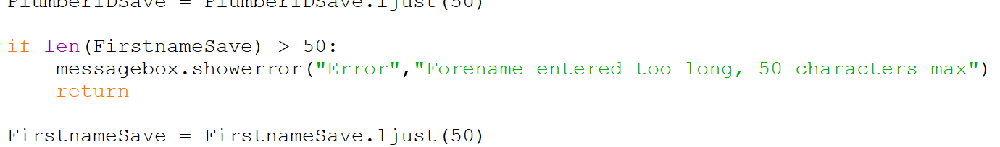 PlumberIDSave = PlumberIDSave.ljust(50)
if len(FirstnameSave) > 50:
messagebox.showerror("Error","Forename entered too long, 50 characters max")
return
FirstnameSave = FirstnameSave.ljust(50)